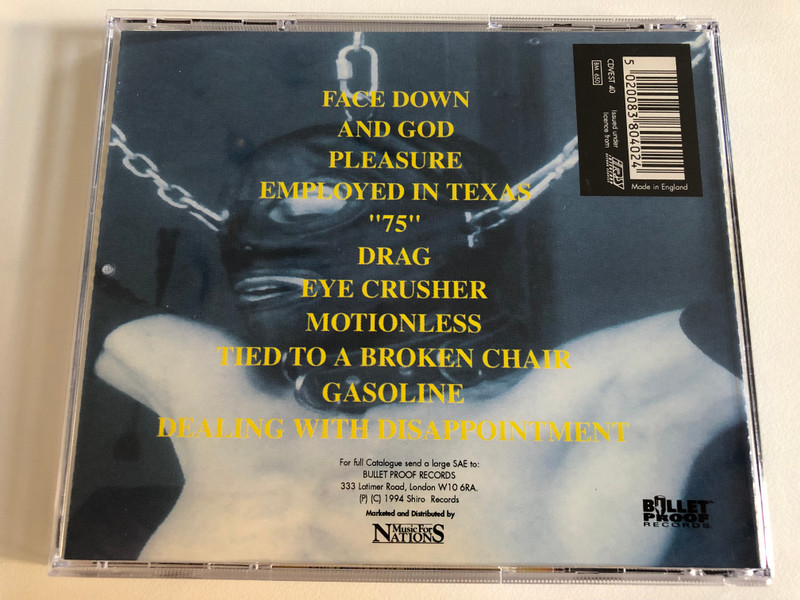 FACE DOWN
AND GOD
PLEASURE
EMPLOYED IN TEXAS
"75"
DRAG
EYE CRUSHER
MOTIONLESS
TIED TO A BROKEN CHAIR
GASOLINE
DEALING WITH DISAPPOINTMENT
For full Catalogue send a large SAE to:
BULLET PROOF RECORDS
333 Latimer Road, London W10 6RA.
(P) (C) 1994 Shiro Records
Marketed and Distributed by
Music For
NATIONS
BULLET
PROOF
RECORDS
CDVEST 40
BM 650
Issued under
licence from
5 020083 804024
Made in England